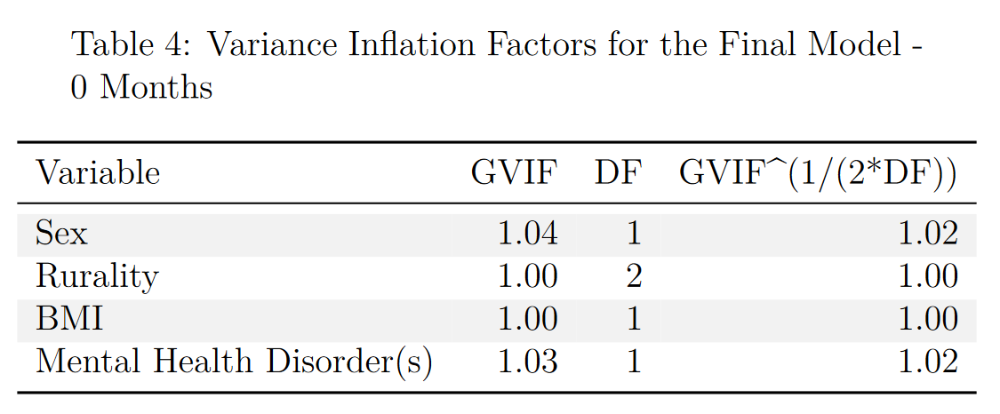 Table 4: Variance Inflation Factors for the Final Model -
0 Months
Variable GVIF DF GVIF^(1/(2*DF))
Sex 1.04 1 1.02
Rurality 1.00 2 1.00
BMI 1.00 1 1.00
Mental Health Disorder(s) 1.03 1 1.02